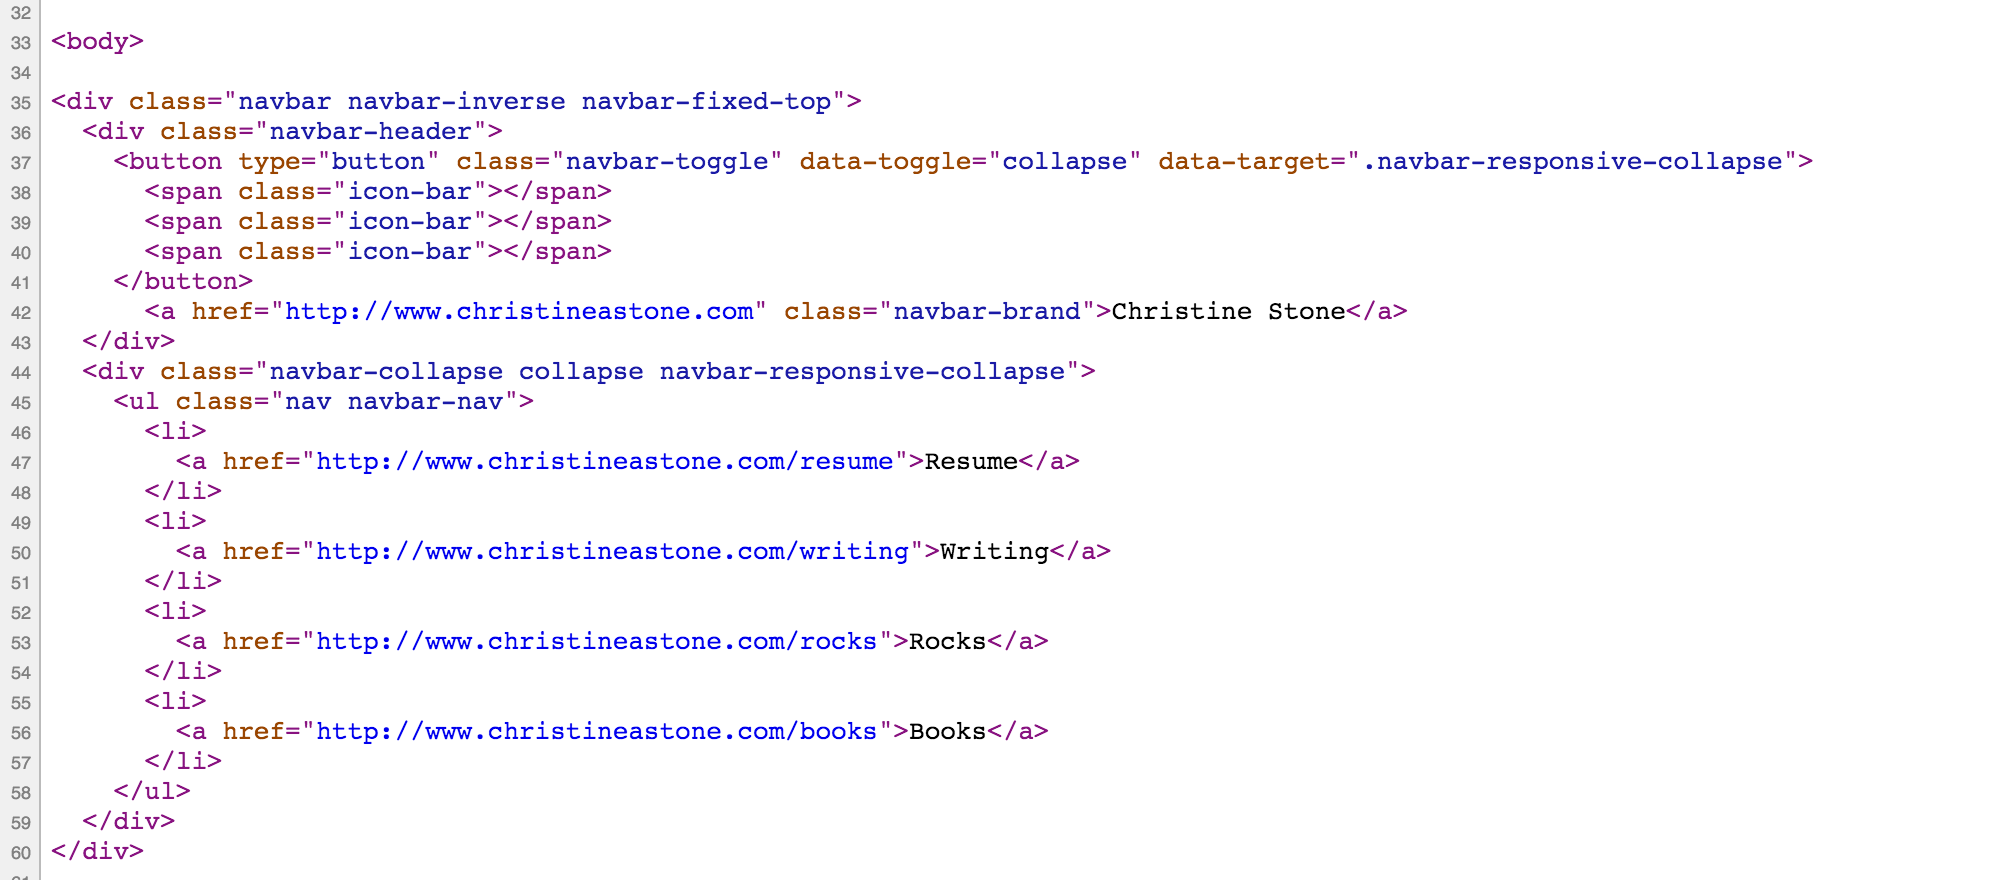 32
33 <body>
34
35 <div class="navbar navbar-inverse navbar-fixed-top">
36   <div class="navbar-header">
37     <button type="button" class="navbar-toggle" data-toggle="collapse" data-target=".navbar-responsive-collapse">
38       <span class="icon-bar"></span>
39       <span class="icon-bar"></span>
40       <span class="icon-bar"></span>
41     </button>
42       <a href="http://www.christineastone.com" class="navbar-brand">Christine Stone</a>
43   </div>
44   <div class="navbar-collapse collapse navbar-responsive-collapse">
45     <ul class="nav navbar-nav">
46       <li>
47         <a href="http://www.christineastone.com/resume">Resume</a>
48       </li>
49       <li>
50         <a href="http://www.christineastone.com/writing">Writing</a>
51       </li>
52       <li>
53         <a href="http://www.christineastone.com/rocks">Rocks</a>
54       </li>
55       <li>
56         <a href="http://www.christineastone.com/books">Books</a>
57       </li>
58     </ul>
59   </div>
60 </div>